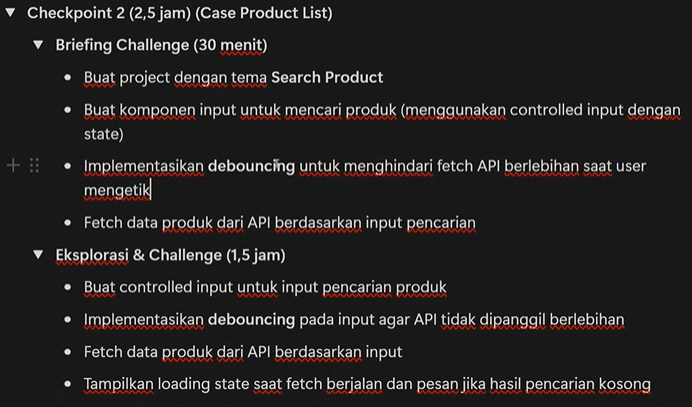 Checkpoint 2 (2,5 jam) (Case Product List)
Briefing Challenge (30 menit)
Buat project dengan tema Search Product
Buat komponen input untuk mencari produk (menggunakan controlled input dengan
state)
Implementasikan debouncing untuk menghindari fetch API berlebihan saat user
mengetik
Fetch data produk dari API berdasarkan input pencarian
Eksplorasi & Challenge (1,5 jam)
Buat controlled input untuk input pencarian produk
Implementasikan debouncing pada input agar API tidak dipanggil berlebihan
Fetch data produk dari API berdasarkan input
Tampilkan loading state saat fetch berjalan dan pesan jika hasil pencarian kosong